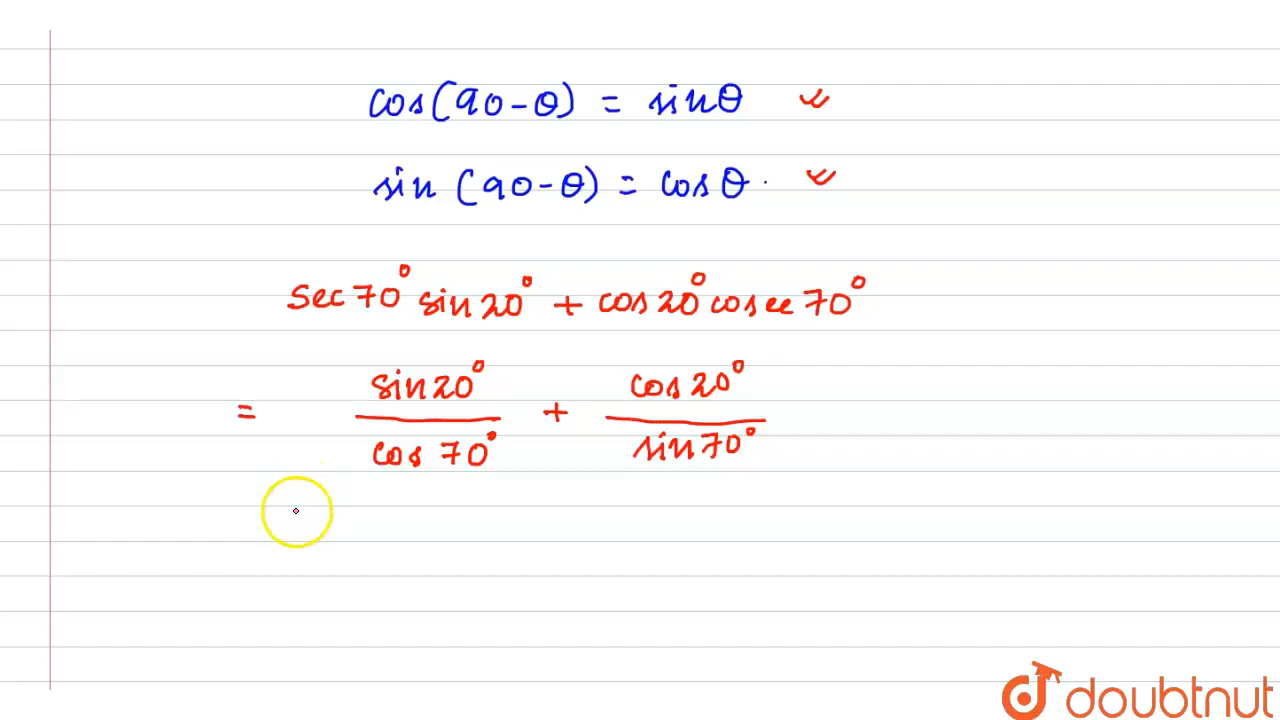 cos(90-θ) = sinθ
sin(90-θ) = cosθ.
sec70° sin20° + cos20° cosec70°
= sin20°/cos70° + cos20°/sin70°
doubtnut